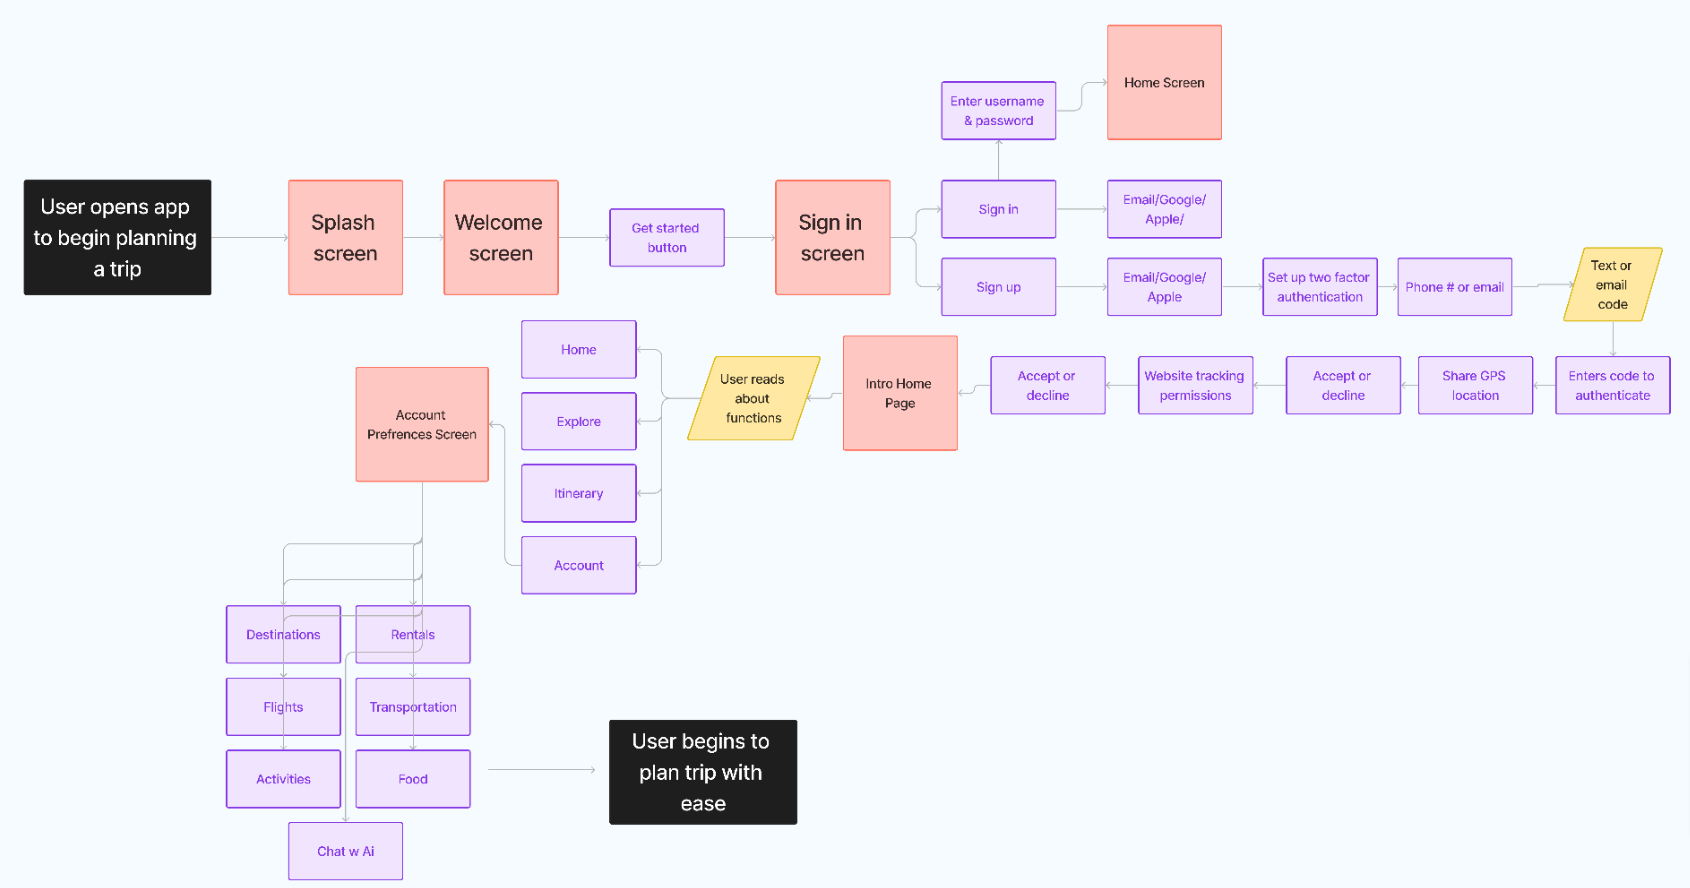 Home Screen
Enter username
& password
User opens app
to begin planning
a trip
Splash
screen
Welcome
screen
Get started
button
Sign in
screen
Sign in
Email/Google/
Apple/
Sign up
Email/Google/
Apple
Set up two factor
authentication
Phone # or email
Text or
email
code
Enters code to
authenticate
Share GPS
location
Accept or
decline
Website tracking
permissions
Accept or
decline
Intro Home
Page
User reads
about
functions
Home
Explore
Itinerary
Account
Account
Prefrences Screen
Destinations
Rentals
Flights
Transportation
Activities
Food
Chat w Ai
User begins to
plan trip with
ease